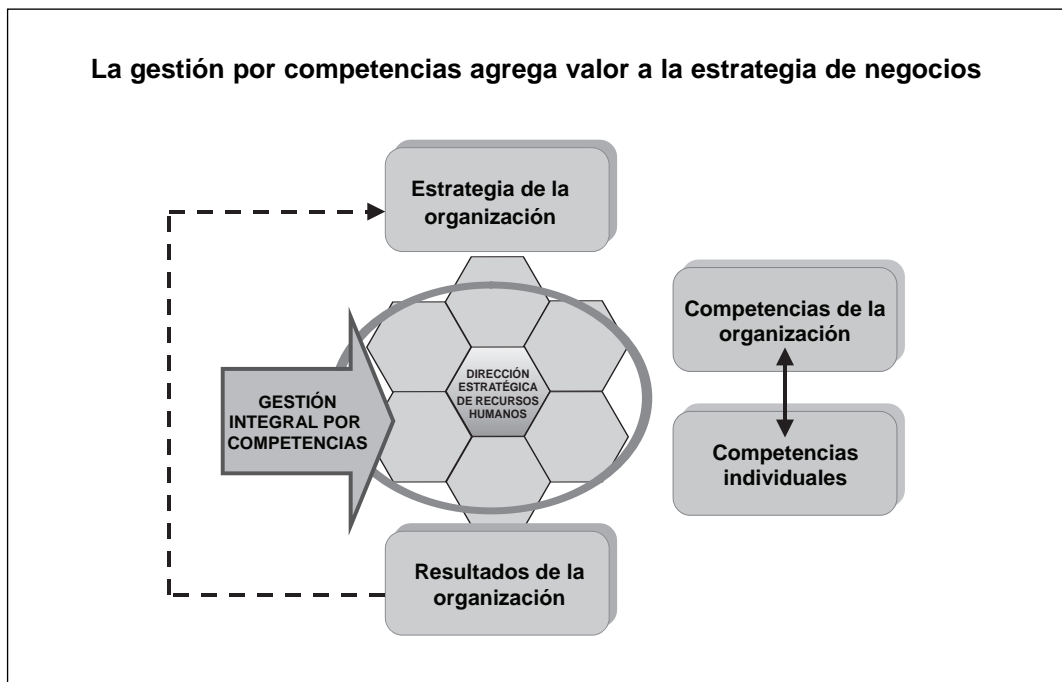 La gestión por competencias agrega valor a la estrategia de negocios
Estrategia de la
organización
Competencias de la
organización
DIRECCIÓN
ESTRATÉGICA
DE RECURSOS
HUMANOS
GESTIÓN
INTEGRAL POR
COMPETENCIAS
Competencias
individuales
Resultados de la
organización